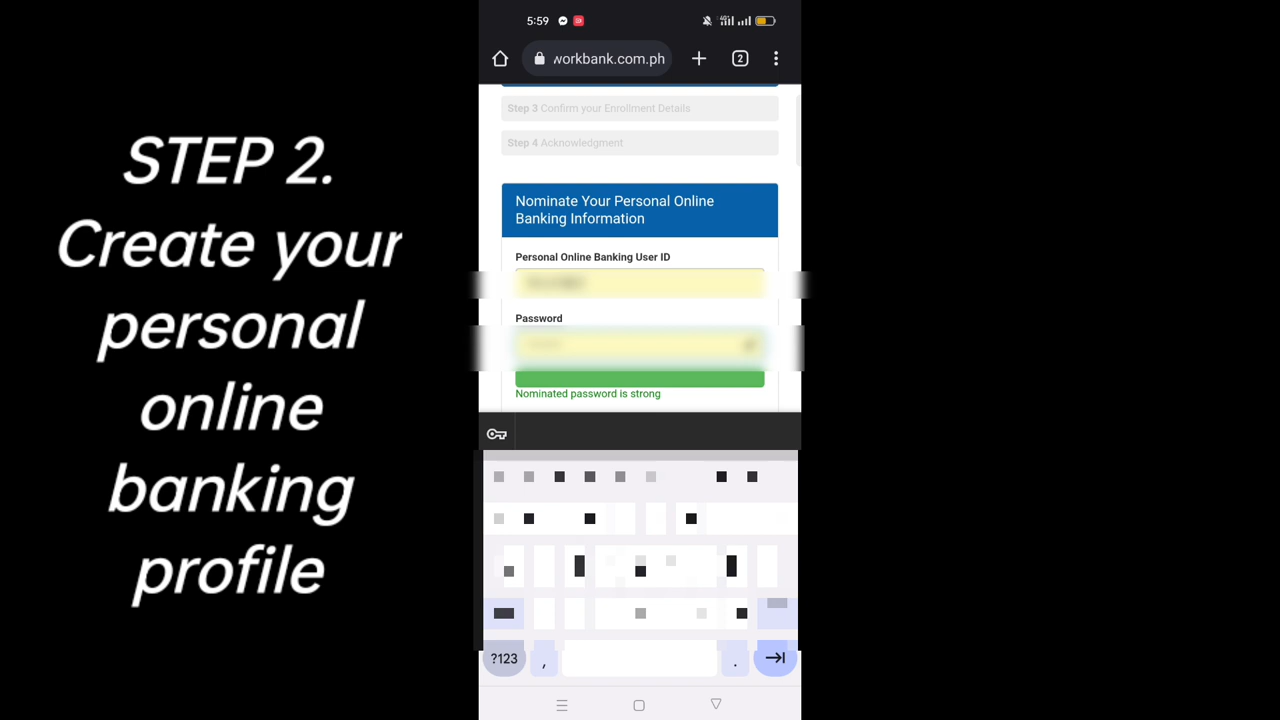 STEP 2.
Create your
personal
online
banking
profile
5:59
workbank.com.ph
2
Step 3 Confirm your Enrollment Details
Step 4 Acknowledgment
Nominate Your Personal Online
Banking Information
Personal Online Banking User ID
Password
Nominated password is strong
?123
,
.